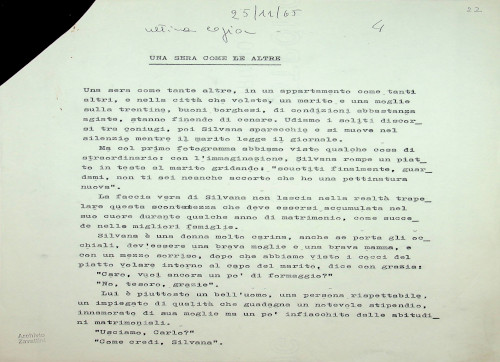 25/11/65
22
ultima copia
4
UNA SERA COME LE ALTRE
Una sera come tante altre, in un appartamento come tanti
altri, e nella città che volete, un marito e una moglie
sulla trentina, buoni borghesi, di condizioni abbastanza
agiate, stanno finendo di cenare. Udiamo i soliti discor_
si tra coniugi, poi Silvana sparecchia e si muove nel
silenzio mentre il marito legge il giornale.
Ma col primo fotogramma abbiamo visto qualche cosa di
straordinario: con l'immaginazione, Silvana rompe un piat_
to in testa al marito gridando: "scuotiti finalmente, guar_
dami, non ti sei neanche accorto che ho una pettinatura
nuova".
La faccia vera di Silvana non lascia nella realtà trape_
lare questa scontatezza che deve essersi accumulata nel
suo cuore durante qualche anno di matrimonio, come succe_
de nelle migliori famiglie.
Silvana è una donna molto carina, anche se porta gli oc_
chiali, dev'essere una brava moglie e una brava mamma, e
con un mezzo sorriso, dopo che abbiamo visto i cocci del
piatto volare intorno al capo del marito, dice con grazia:
"Caro, vuoi ancora un po' di formaggio?"
"No, tesoro, grazie".
Lui è piuttosto un bell'uomo, una persona rispettabile,
un impiegato di qualità che guadagna un notevole stipendio,
innamorato di sua moglie ma un po' infiacchito dalle abitudi_
ni matrimoniali.
"Usciamo, Carlo?"
"Come credi, Silvana".
Archivio
Zavattini